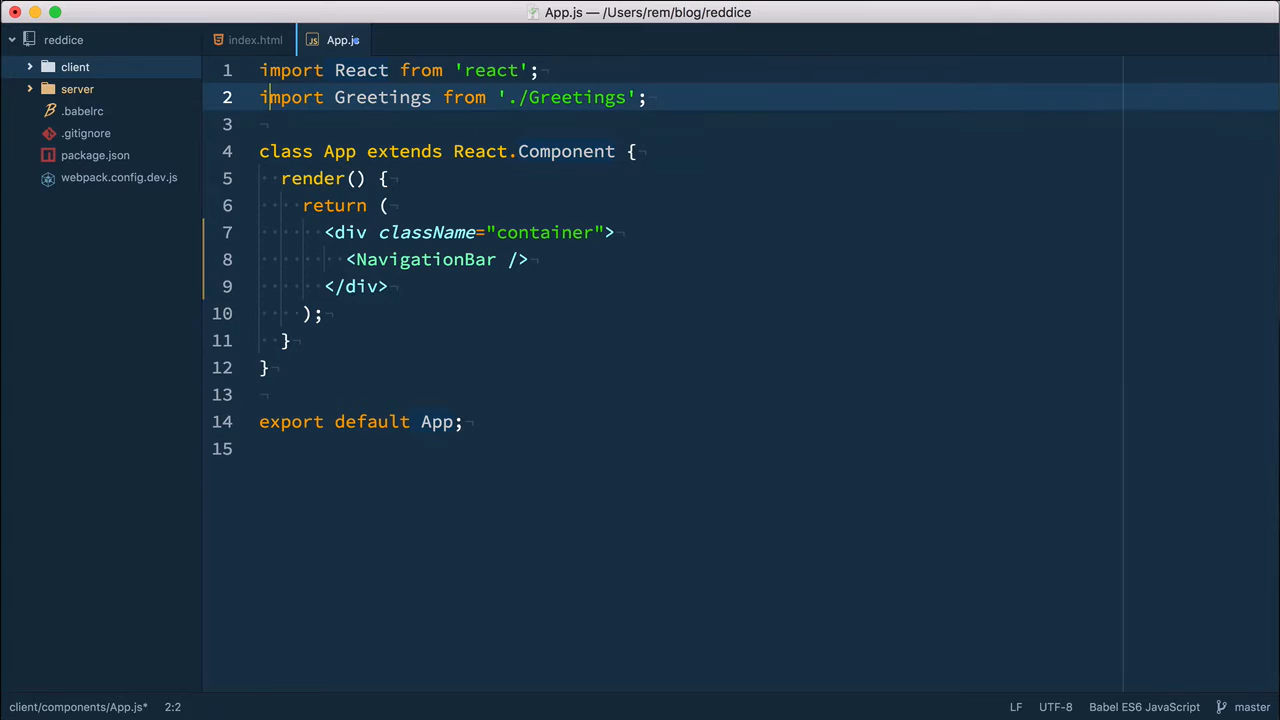 App.js — /Users/rem/blog/reddice
reddice
client
server
.babelrc
.gitignore
package.json
webpack.config.dev.js
index.html
App.js
1 import React from 'react';
2 import Greetings from './Greetings';
3
4 class App extends React.Component {
5 render() {
6 return (
7 <div className="container">
8 <NavigationBar />
9 </div>
10 );
11 }
12 }
13
14 export default App;
15
client/components/App.js* 2:2
LF UTF-8 Babel ES6 JavaScript master